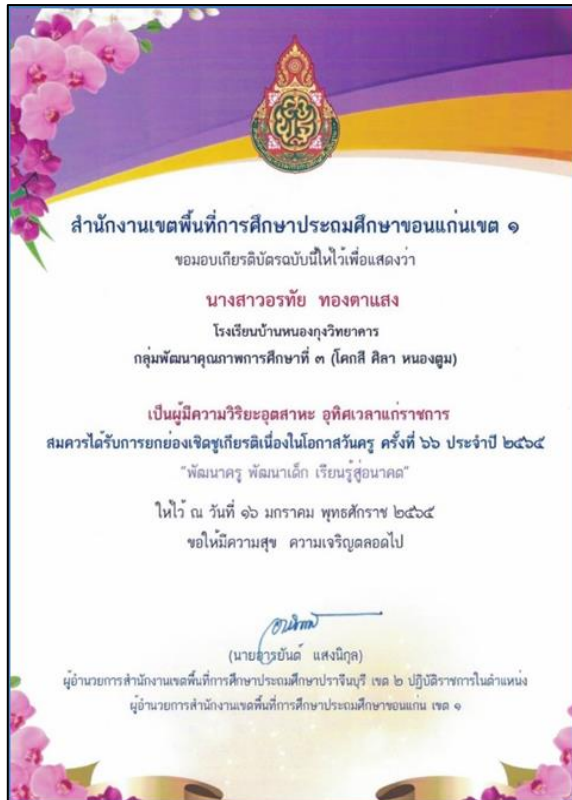 สำนักงานเขตพื้นที่การศึกษาประถมศึกษาขอนแก่นเขต ๑
ขอมอบเกียรติบัตรฉบับนี้ให้ไว้เพื่อแสดงว่า
นางสาวอรทัย ทองตาแสง
โรงเรียนบ้านหนองกุงวิทยาคาร
กลุ่มพัฒนาคุณภาพการศึกษาที่ ๓ (โคกสี ศิลา หนองตูม)
เป็นผู้มีความวิริยะอุตสาหะ อุทิศเวลาแก่ราชการ
สมควรได้รับการยกย่องเชิดชูเกียรติเนื่องในโอกาสวันครู ครั้งที่ ๖๖ ประจำปี ๒๕๖๕
"พัฒนาครู พัฒนาเด็ก เรียนรู้สู่อนาคต"
ให้ไว้ ณ วันที่ ๑๖ มกราคม พุทธศักราช ๒๕๖๕
ขอให้มีความสุข ความเจริญตลอดไป
(นายอารยันต์ แสงนิกุล)
ผู้อำนวยการสำนักงานเขตพื้นที่การศึกษาประถมศึกษาปราจีนบุรี เขต ๒ ปฏิบัติราชการในตำแหน่ง
ผู้อำนวยการสำนักงานเขตพื้นที่การศึกษาประถมศึกษาขอนแก่น เขต ๑